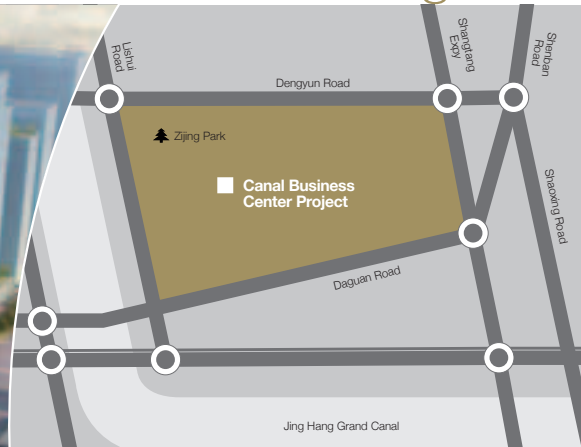 Lishui
Road
Shangtang
Expy
Shenban
Road
Dengyun Road
Zijing Park
Canal Business
Center Project
Shaoxing Road
Daguan Road
Jing Hang Grand Canal